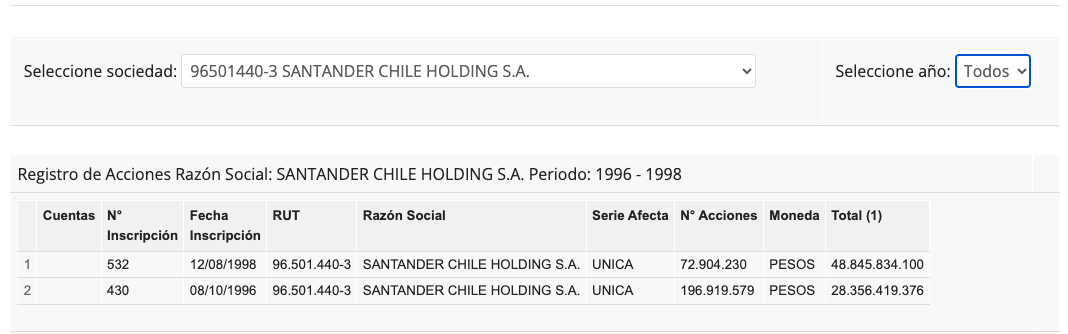 Seleccione sociedad: 96501440-3 SANTANDER CHILE HOLDING S.A. Seleccione año: Todos
Registro de Acciones Razón Social: SANTANDER CHILE HOLDING S.A. Periodo: 1996 - 1998
Cuentas N° Inscripción Fecha Inscripción RUT Razón Social Serie Afecta N° Acciones Moneda Total (1)
1 532 12/08/1998 96.501.440-3 SANTANDER CHILE HOLDING S.A. UNICA 72.904.230 PESOS 48.845.834.100
2 430 08/10/1996 96.501.440-3 SANTANDER CHILE HOLDING S.A. UNICA 196.919.579 PESOS 28.356.419.376